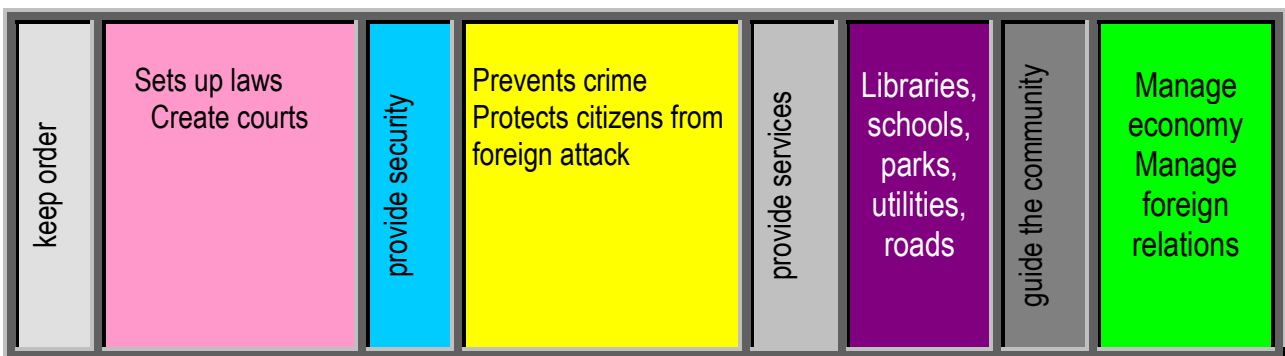 keep order
Sets up laws
Create courts
provide security
Prevents crime
Protects citizens from
foreign attack
provide services
Libraries,
schools,
parks,
utilities,
roads
guide the community
Manage
economy
Manage
foreign
relations